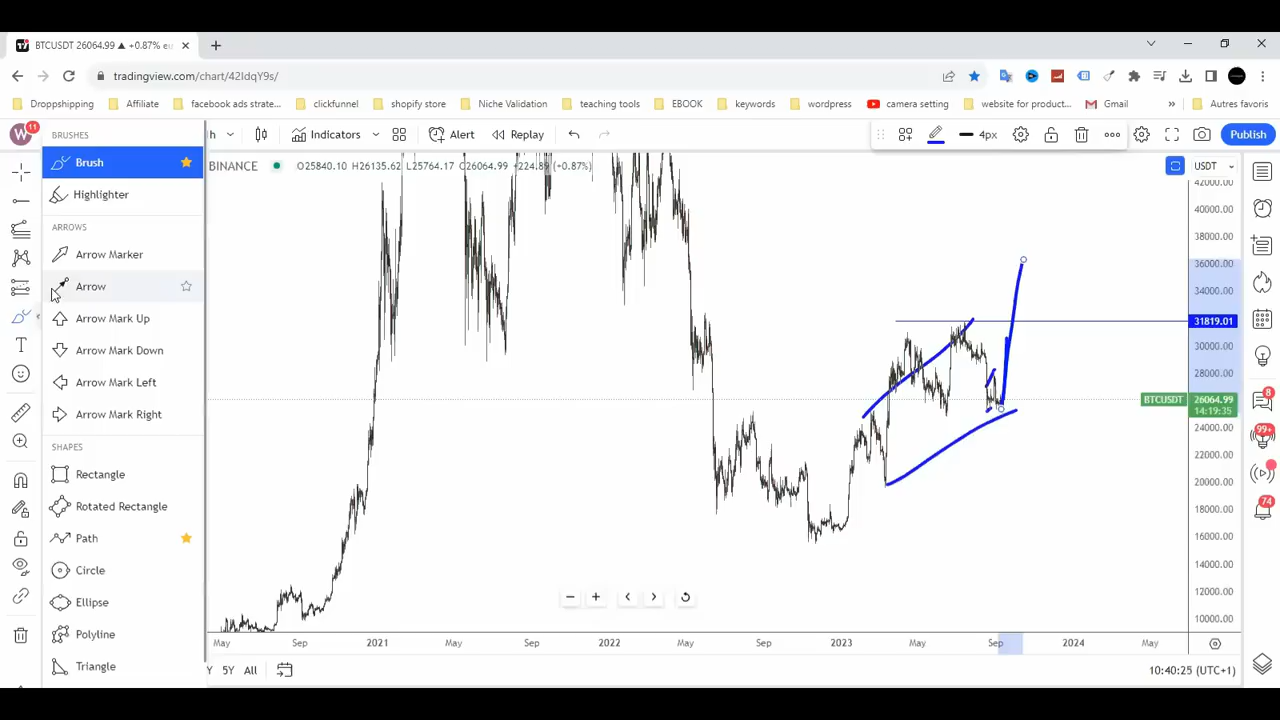 BTCUSDT 26064.99 ▲ +0.87% eu
tradingview.com/chart/42IdqY9s/
Droppshipping
Affiliate
facebook ads strate...
clickfunnel
shopify store
Niche Validation
teaching tools
EBOOK
keywords
wordpress
camera setting
website for product...
Gmail
»
Autres favoris
W
11
h
Indicators
Alert
Replay
4px
Publish
BRUSHES
Brush
Highlighter
ARROWS
Arrow Marker
Arrow
Arrow Mark Up
Arrow Mark Down
Arrow Mark Left
Arrow Mark Right
SHAPES
Rectangle
Rotated Rectangle
Path
Circle
Ellipse
Polyline
Triangle
BINANCE
O25840.10 H26135.62 L25764.17 C26064.99 +224.89 (+0.87%)
USDT
42000.00
40000.00
38000.00
36000.00
34000.00
31819.01
30000.00
28000.00
BTCUSDT 26064.99
14:19:35
24000.00
22000.00
20000.00
18000.00
16000.00
14000.00
12000.00
10000.00
8
99+
74
May Sep 2021 May Sep 2022 May Sep 2023 May Sep 2024 May
Y 5Y All
10:40:25 (UTC+1)